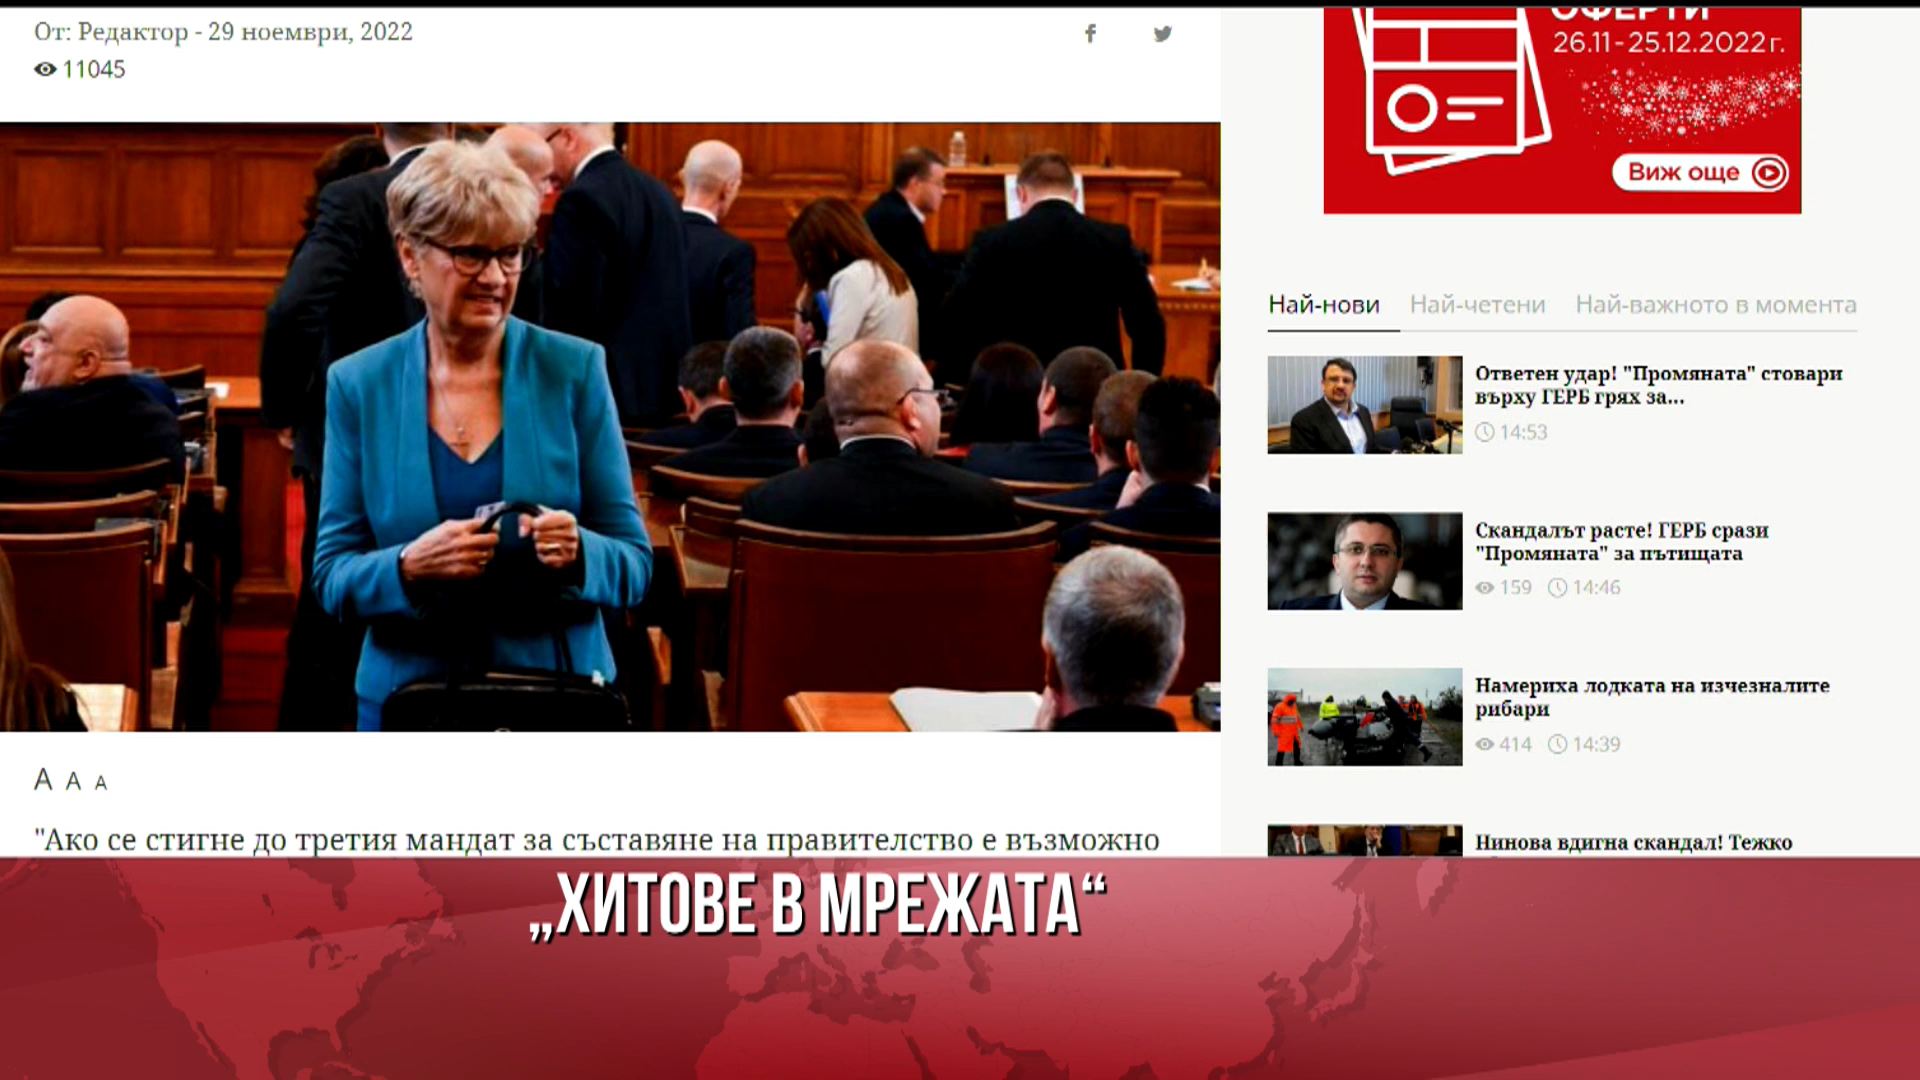 От: Редактор - 29 ноември, 2022
11045
ОФЕРТИ
26.11-25.12.2022 г.
Виж още
Най-нови Най-четени Най-важното в момента
Ответен удар! "Промяната" стовари
върху ГЕРБ грях за...
14:53
Скандалът расте! ГЕРБ срази
"Промяната" за пътищата
159 14:46
Намериха лодката на изчезналите
рибари
414 14:39
Нинова вдигна скандал! Тежко
А А А
"Ако се стигне до третия мандат за съставяне на правителство е възможно
„ХИТОВЕ В МРЕЖАТА“